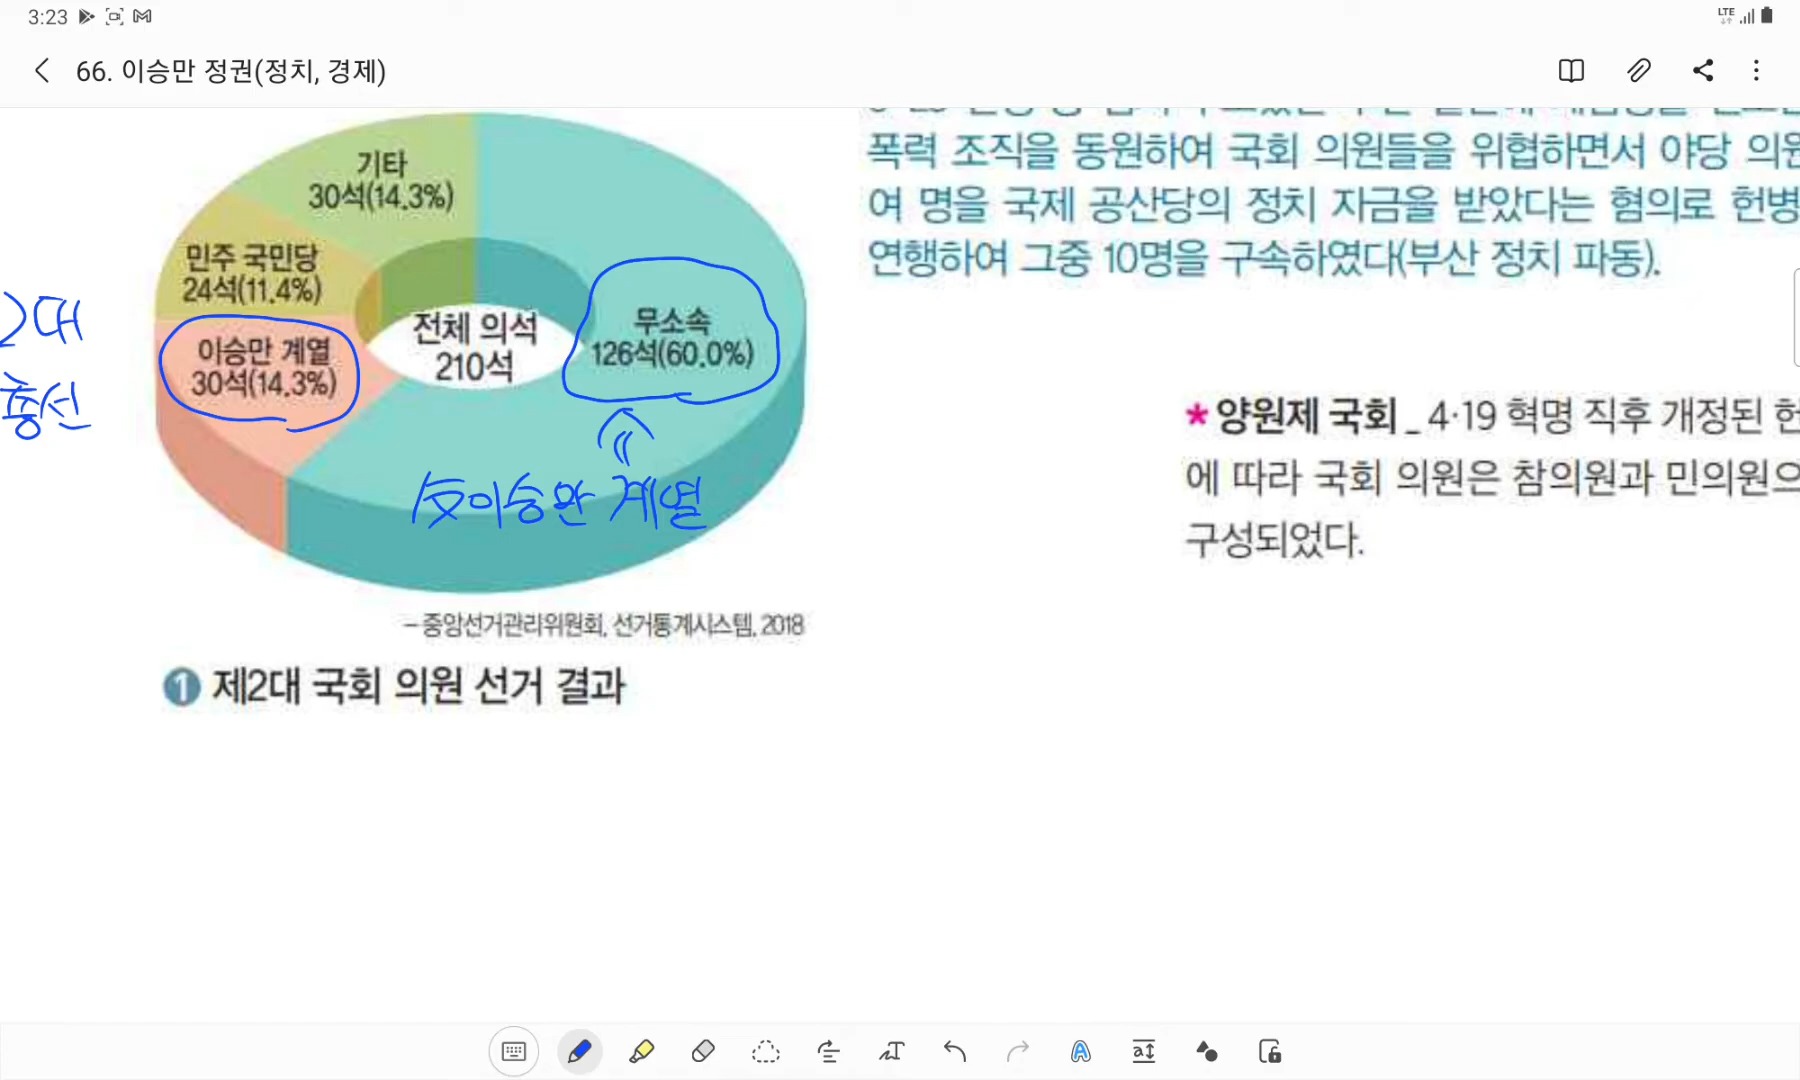 3:23
LTE
66. 이승만 정권(정치, 경제)
기타
30석(14.3%)
민주 국민당
24석(11.4%)
이승만 계열
30석(14.3%)
전체 의석
210석
무소속
126석(60.0%)
2대
총선
反이승만 계열
– 중앙선거관리위원회, 선거통계시스템, 2018
1 제2대 국회 의원 선거 결과
폭력 조직을 동원하여 국회 의원들을 위협하면서 야당 의원
여 명을 국제 공산당의 정치 자금을 받았다는 혐의로 헌병
연행하여 그중 10명을 구속하였다(부산 정치 파동).
* 양원제 국회 _ 4·19 혁명 직후 개정된 헌
에 따라 국회 의원은 참의원과 민의원으
구성되었다.